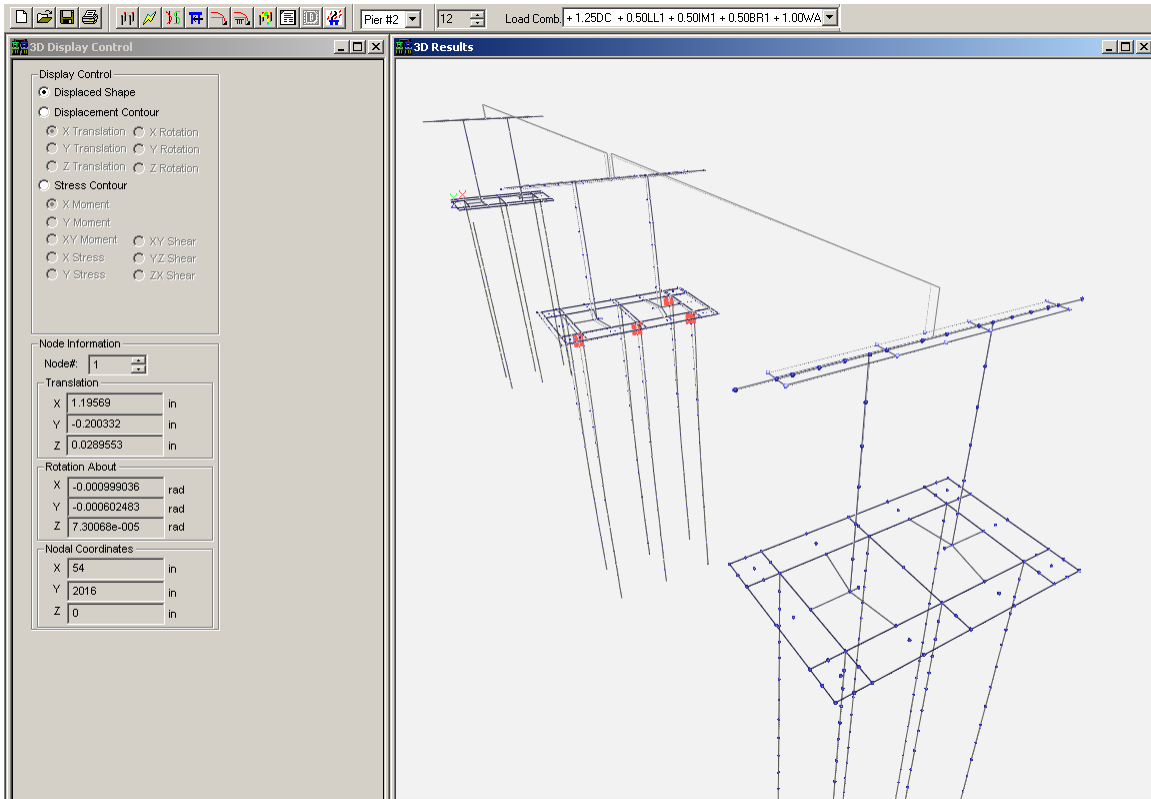 Pier #2
12
Load Comb. + 1.25DC + 0.50LL1 + 0.50IM1 + 0.50BR1 + 1.00WA
3D Display Control
3D Results
Display Control
Displaced Shape
Displacement Contour
X Translation X Rotation
Y Translation Y Rotation
Z Translation Z Rotation
Stress Contour
X Moment
Y Moment
XY Moment XY Shear
X Stress YZ Shear
Y Stress ZX Shear
Node Information
Node#: 1
Translation
X 1.19569 in
Y -0.200332 in
Z 0.0289553 in
Rotation About
X -0.000999036 rad
Y -0.000602483 rad
Z 7.30068e-005 rad
Nodal Coordinates
X 54 in
Y 2016 in
Z 0 in
Y X